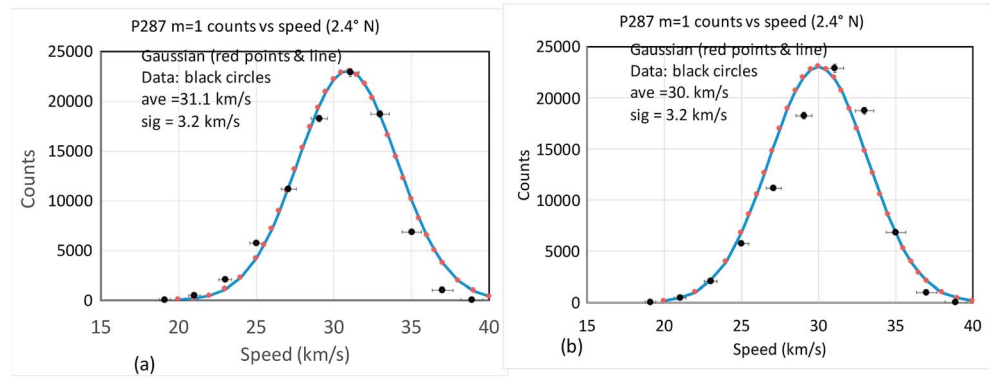 P287 m=1 counts vs speed (2.4° N)
25000
20000
15000
10000
5000
0
Counts
Gaussian (red points & line)
Data: black circles
ave =31.1 km/s
sig = 3.2 km/s
15 20 25 30 35 40
Speed (km/s)
(a)
P287 m=1 counts vs speed (2.4° N)
25000
20000
15000
10000
5000
0
Counts
Gaussian (red points & line)
Data: black circles
ave =30. km/s
sig = 3.2 km/s
15 20 25 30 35 40
Speed (km/s)
(b)